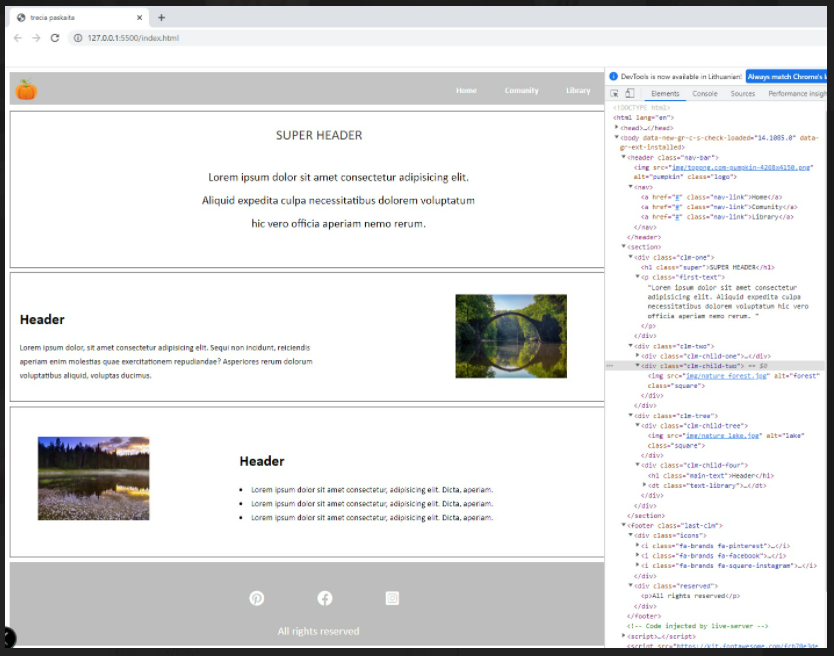 trecia paskaita
127.0.0.1:5500/index.html
DevTools is now available in Lithuanian!
Always match Chrome's l
Elements Console Sources Performance insigh
Home Comunity Library
SUPER HEADER
Lorem ipsum dolor sit amet consectetur adipisicing elit.
Aliquid expedita culpa necessitatibus dolorem voluptatum
hic vero officia aperiam nemo rerum.
Header
Lorem ipsum dolor sit, amet consectetur adipisicing elit. Sequi non incidunt, reiciendis
aperiam enim molestias quae exercitationem repudiandae? Asperiores rerum dolorum
voluptatibus aliquid, voluptas ducimus.
Header
Lorem ipsum dolor sit amet consectetur, adipisicing elit. Dicta, aperiam.
Lorem ipsum dolor sit amet consectetur, adipisicing elit. Dicta, aperiam.
Lorem ipsum dolor sit amet consectetur, adipisicing elit. Dicta, aperiam.
All rights reserved
<!DOCTYPE html>
<html lang="en">
<head>…</head>
<body data-new-gr-c-s-check-loaded="14.1085.0" data-
gr-ext-installed>
<header class="nav-bar">
<img src="img/toppng.com-pumpkin-4268x4150.png"
alt="pumpkin" class="logo">
<nav>
<a href="#" class="nav-link">Home</a>
<a href="#" class="nav-link">Comunity</a>
<a href="#" class="nav-link">Library</a>
</nav>
</header>
<section>
<div class="clm-one">
<h1 class="super">SUPER HEADER</h1>
<p class="first-text">
"Lorem ipsum dolor sit amet consectetur
adipisicing elit. Aliquid expedita culpa
necessitatibus dolorem voluptatum hic vero
officia aperiam nemo rerum. "
</p>
</div>
<div class="clm-two">
<div class="clm-child-one">…</div>
<div class="clm-child-two"> == $0
<img src="img/nature forest.jpg" alt="forest"
class="square">
</div>
</div>
<div class="clm-tree">
<div class="clm-child-tree">
<img src="img/nature lake.jpg" alt="lake"
class="square">
</div>
<div class="clm-child-four">
<h1 class="main-text">Header</h1>
<dt class="text-library">…</dt>
</div>
</div>
</section>
<footer class="last-clm">
<div class="icons">
<i class="fa-brands fa-pinterest">…</i>
<i class="fa-brands fa-facebook">…</i>
<i class="fa-brands fa-square-instagram">…</i>
</div>
<div class="reserved">
<p>All rights reserved</p>
</div>
</footer>
<!-- Code injected by live-server -->
<script>…</script>
<script src="https://kit.fontawesome.com/